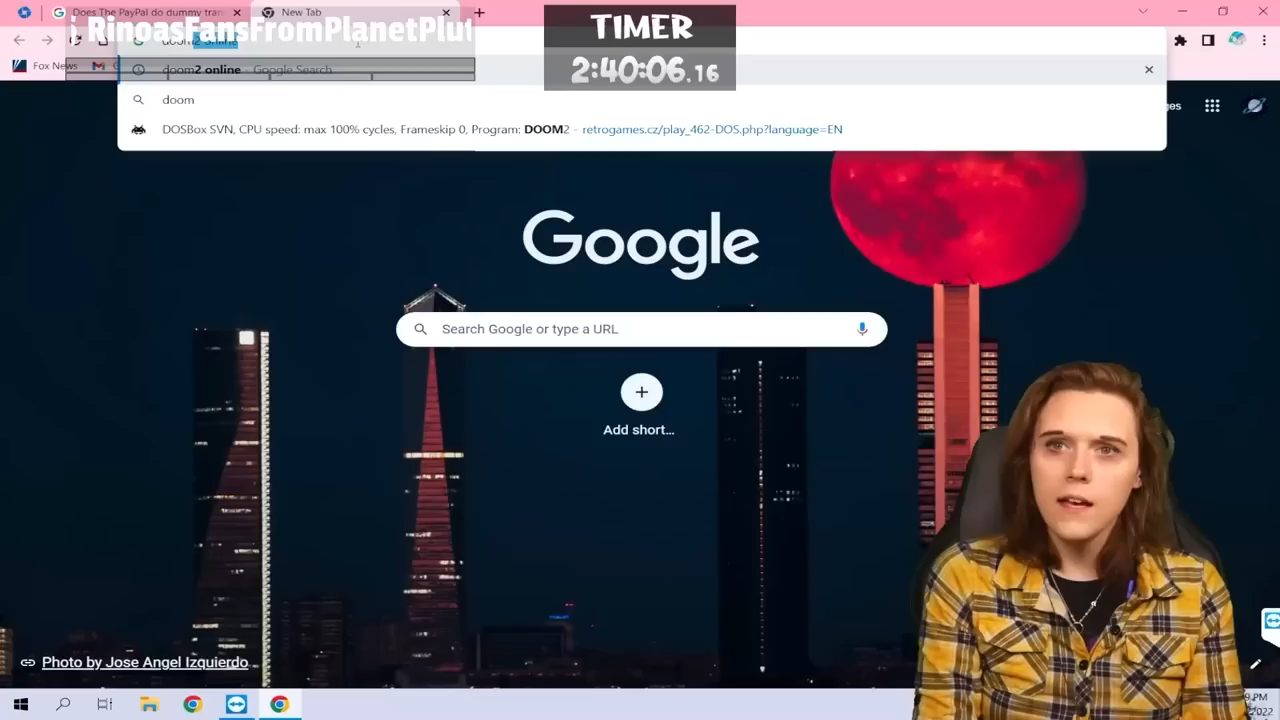 Does The PayPal do dummy tran
New Tab
RinoasFansFromPlanetPlut
TIMER
2:40:06.16
doom2 online
Fox News
doom2 online - Google Search
doom
DOSBox SVN, CPU speed: max 100% cycles, Frameskip 0, Program: DOOM2 - retrogames.cz/play_462-DOS.php?language=EN
Google
Search Google or type a URL
Add short...
Photo by Jose Angel Izquierdo